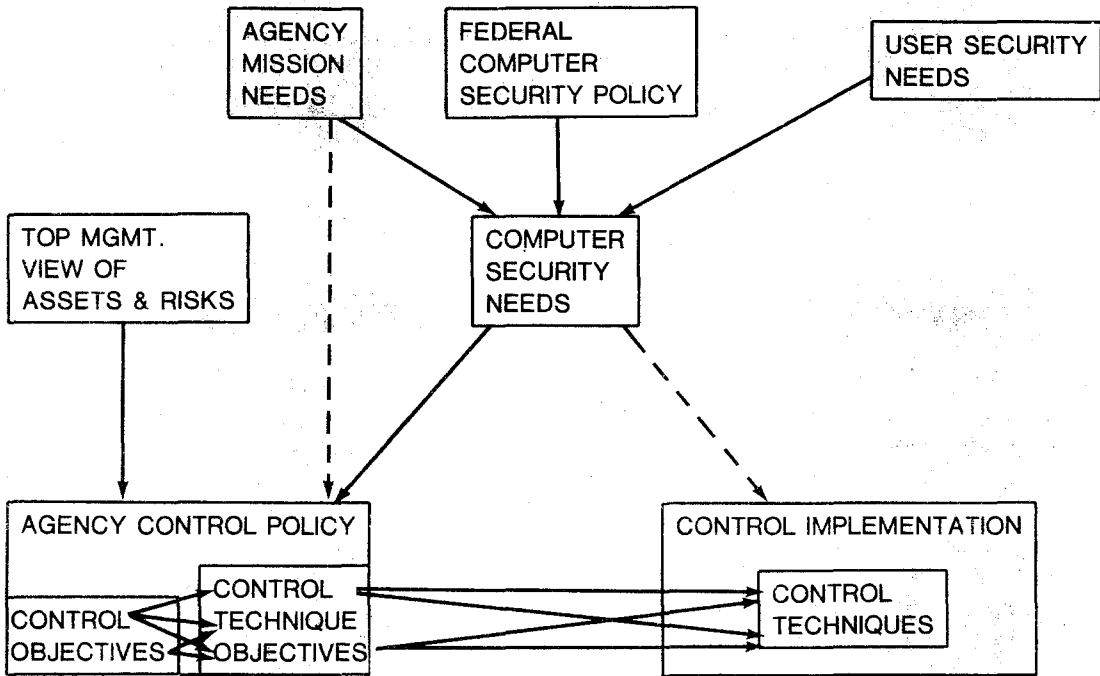 AGENCY
MISSION
NEEDS
FEDERAL
COMPUTER
SECURITY POLICY
USER SECURITY
NEEDS
TOP MGMT.
VIEW OF
ASSETS & RISKS
COMPUTER
SECURITY
NEEDS
AGENCY CONTROL POLICY
CONTROL
OBJECTIVES
CONTROL
TECHNIQUE
OBJECTIVES
CONTROL IMPLEMENTATION
CONTROL
TECHNIQUES